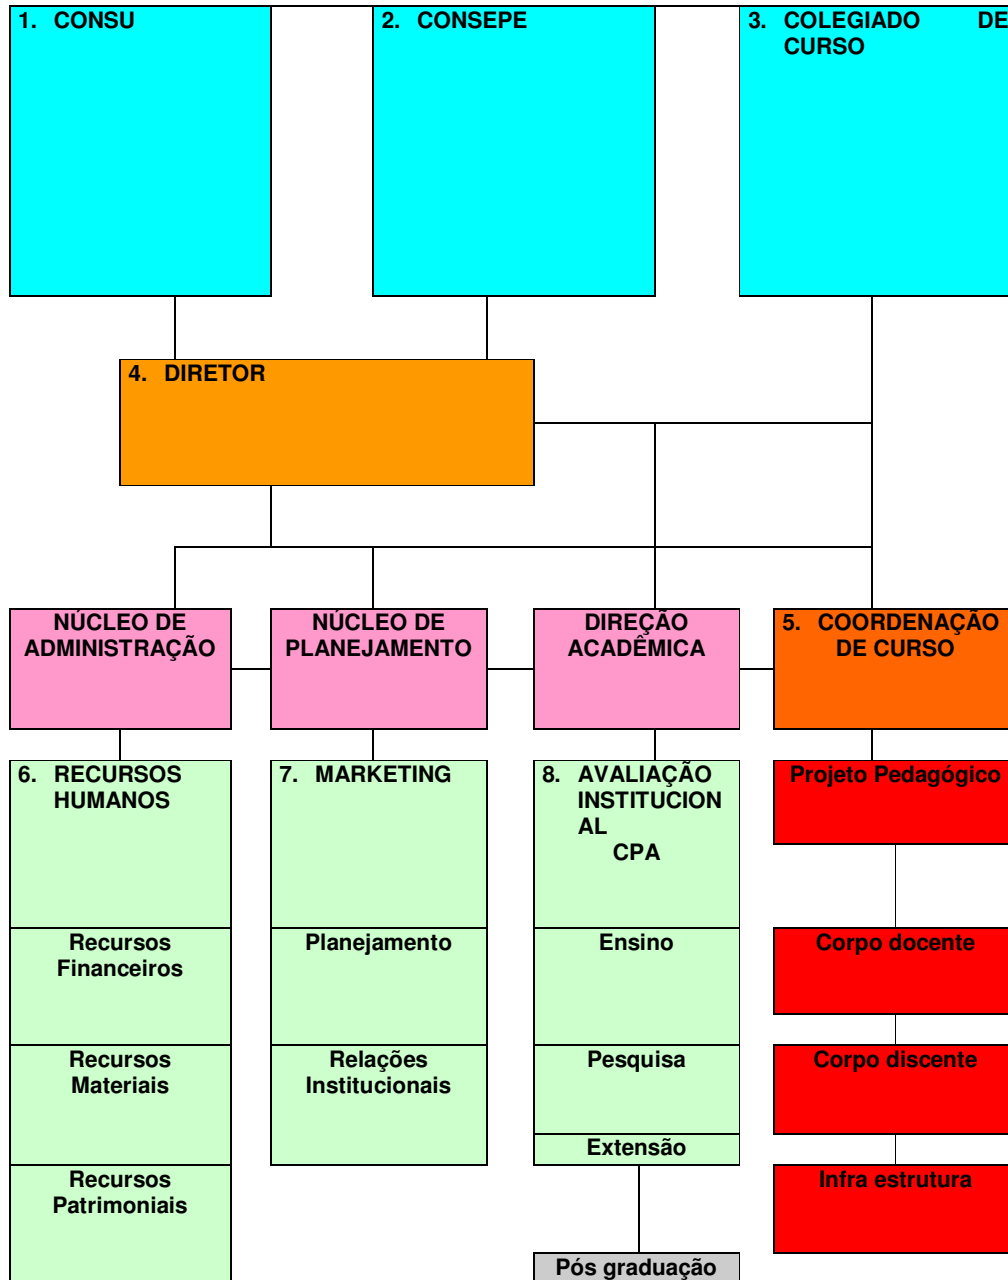 1. CONSU
2. CONSEPE
3. COLEGIADO DE
CURSO
4. DIRETOR
NÚCLEO DE
ADMINISTRAÇÃO
NÚCLEO DE
PLANEJAMENTO
DIREÇÃO
ACADÊMICA
5. COORDENAÇÃO
DE CURSO
6. RECURSOS
HUMANOS
7. MARKETING
8. AVALIAÇÃO
INSTITUCION
AL
CPA
Projeto Pedagógico
Recursos
Financeiros
Planejamento
Ensino
Corpo docente
Recursos
Materiais
Relações
Institucionais
Pesquisa
Corpo discente
Extensão
Recursos
Patrimoniais
Infra estrutura
Pós graduação